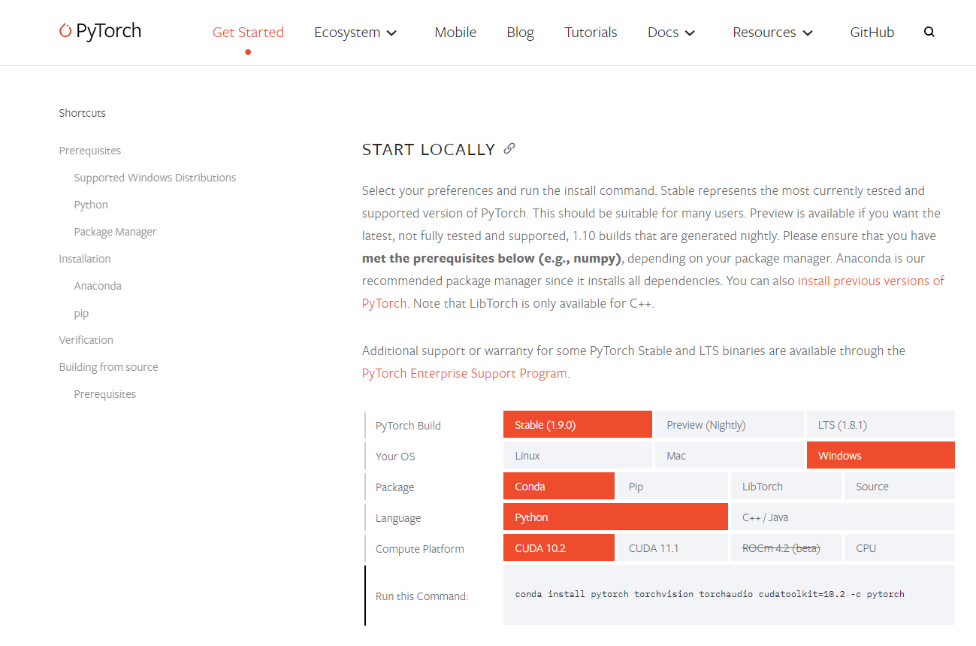 PyTorch Get Started Ecosystem Mobile Blog Tutorials Docs Resources GitHub
Shortcuts
Prerequisites
Supported Windows Distributions
Python
Package Manager
Installation
Anaconda
pip
Verification
Building from source
Prerequisites
START LOCALLY
Select your preferences and run the install command. Stable represents the most currently tested and
supported version of PyTorch. This should be suitable for many users. Preview is available if you want the
latest, not fully tested and supported, 1.10 builds that are generated nightly. Please ensure that you have
met the prerequisites below (e.g., numpy), depending on your package manager. Anaconda is our
recommended package manager since it installs all dependencies. You can also install previous versions of
PyTorch. Note that LibTorch is only available for C++.
Additional support or warranty for some PyTorch Stable and LTS binaries are available through the
PyTorch Enterprise Support Program.
PyTorch Build Stable (1.9.0) Preview (Nightly) LTS (1.8.1)
Your OS Linux Mac Windows
Package Conda Pip LibTorch Source
Language Python C++ / Java
Compute Platform CUDA 10.2 CUDA 11.1 ROCm 4.2 (beta) CPU
Run this Command: conda install pytorch torchvision torchaudio cudatoolkit=10.2 -c pytorch